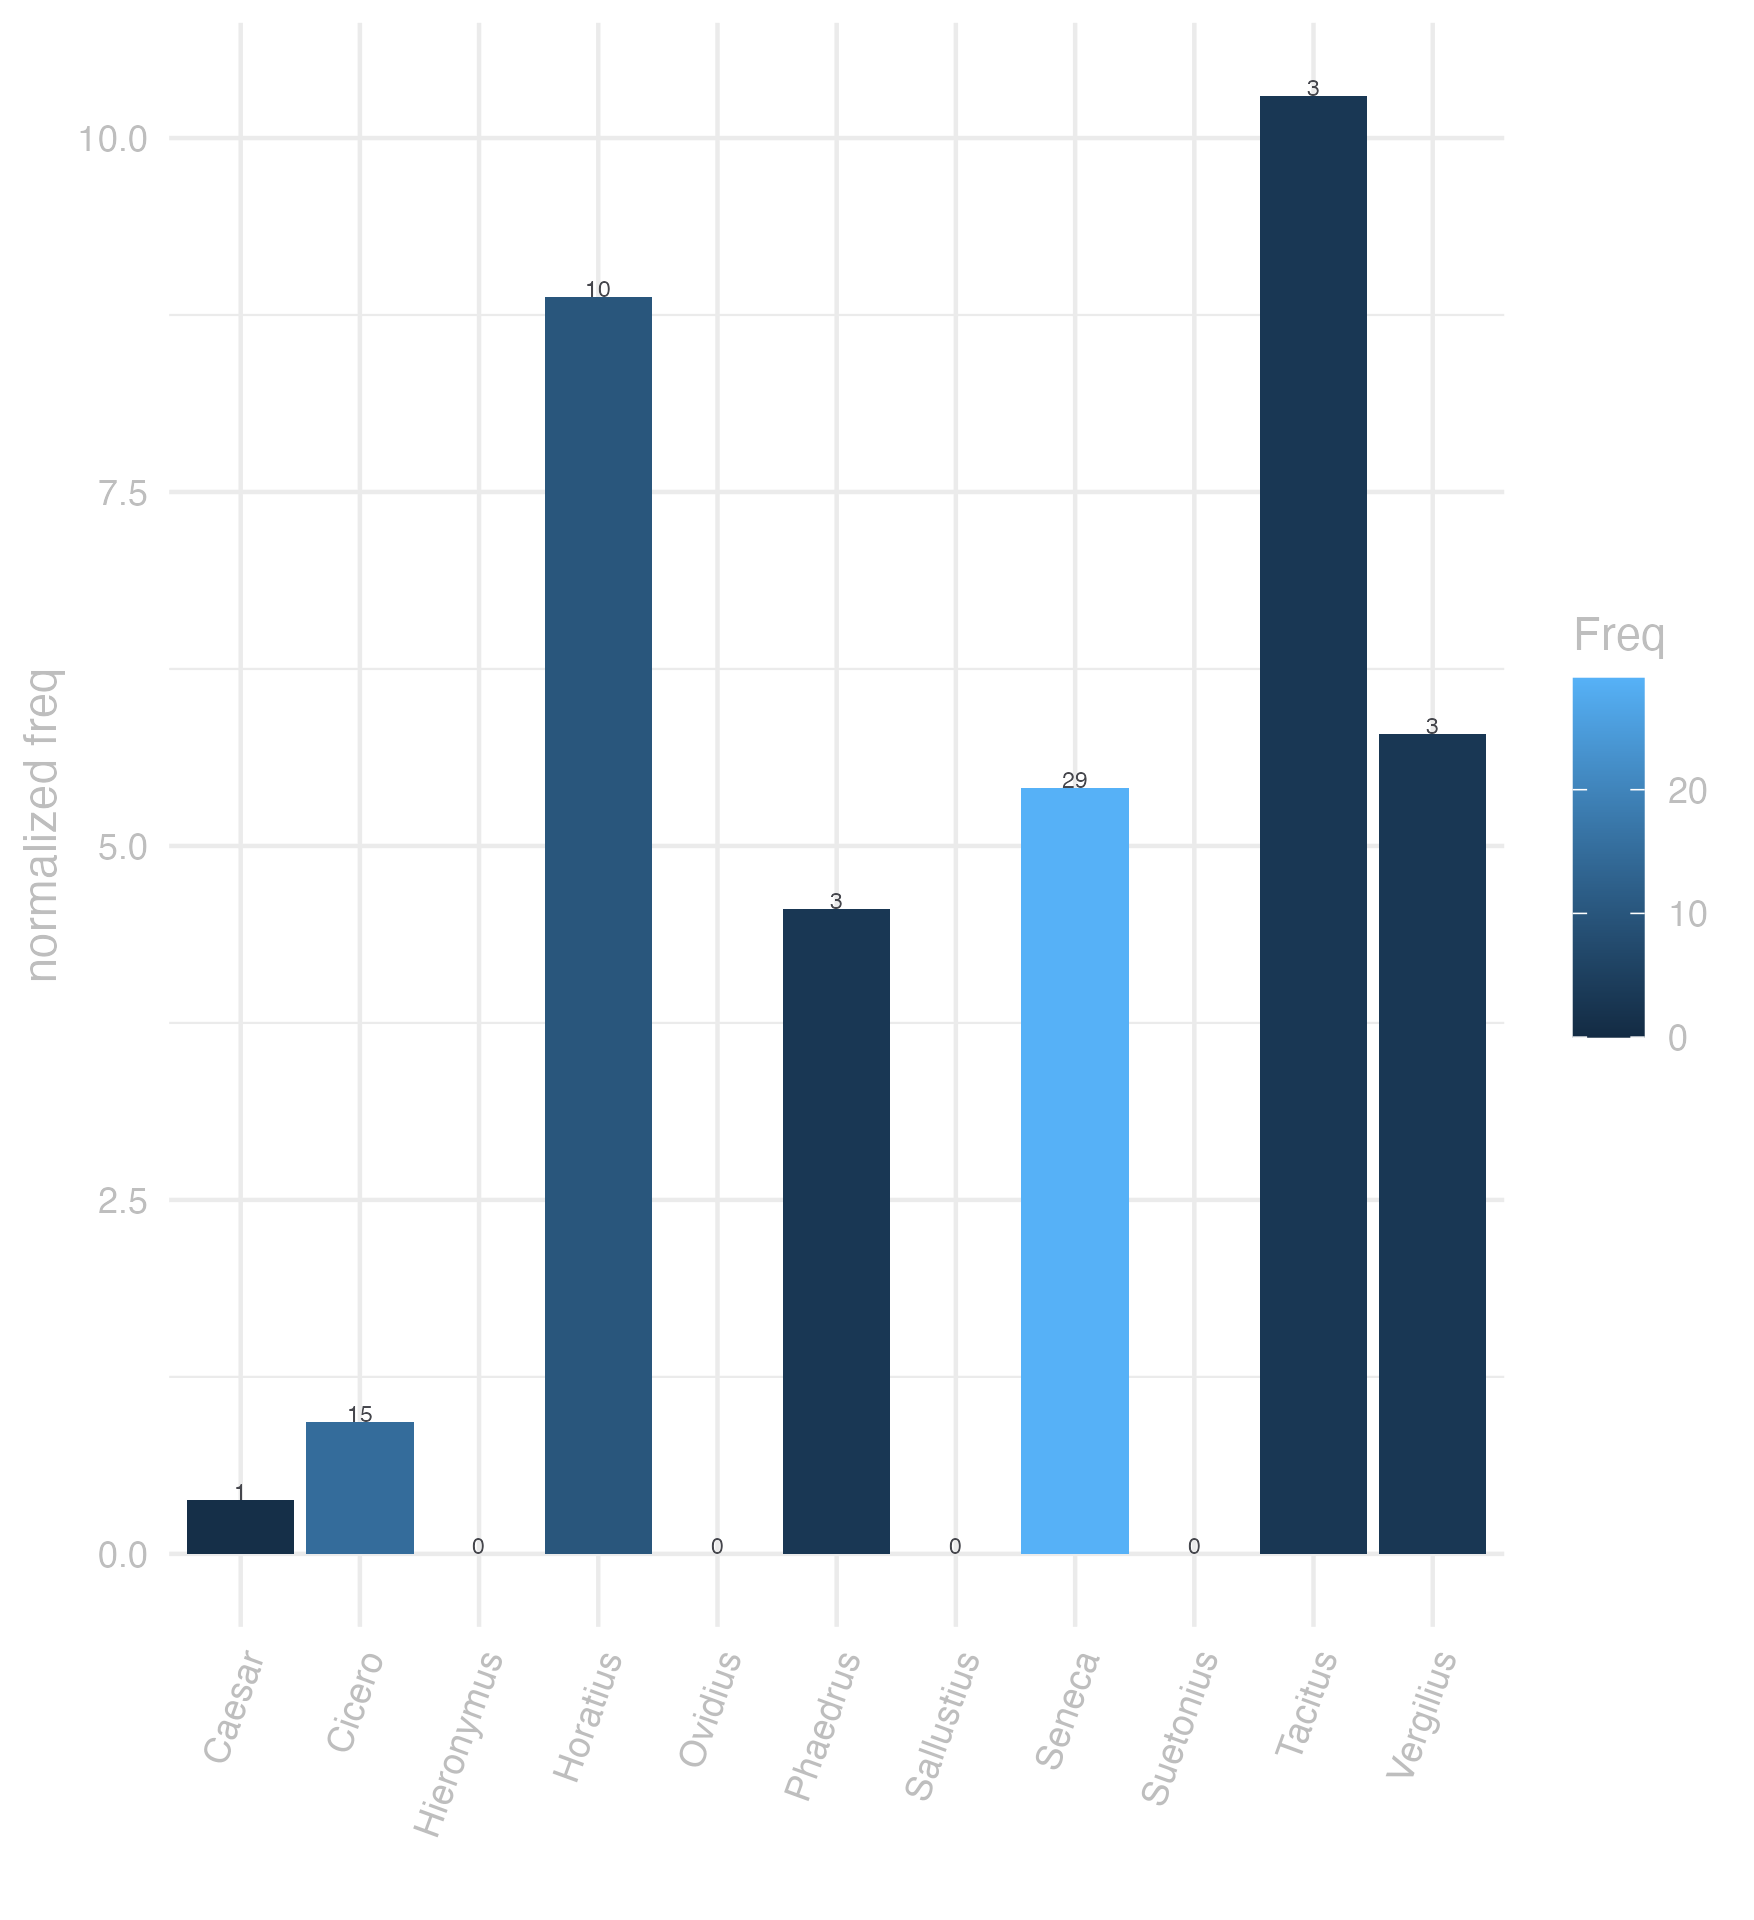 3
10.0
10
7.5
Freq
3
29
20
5.0
3
10
normalized freq
0
2.5
15
1
0
0
0
0
0.0
Caesar
Cicero
Hieronymus
Horatius
Ovidius
Phaedrus
Sallustius
Seneca
Suetonius
Tacitus
Vergilius